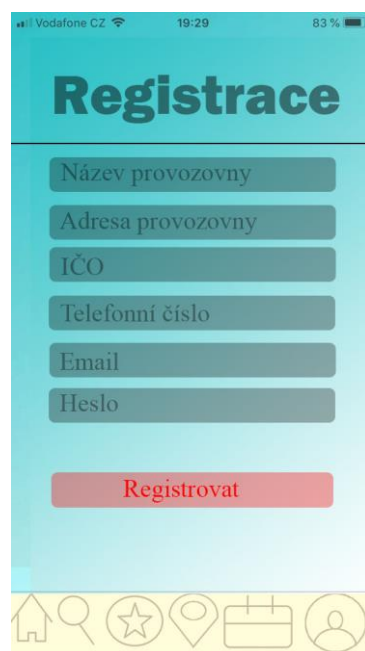 Vodafone CZ 19:29 83 %
Registrace
Název provozovny
Adresa provozovny
IČO
Telefonní číslo
Email
Heslo
Registrovat